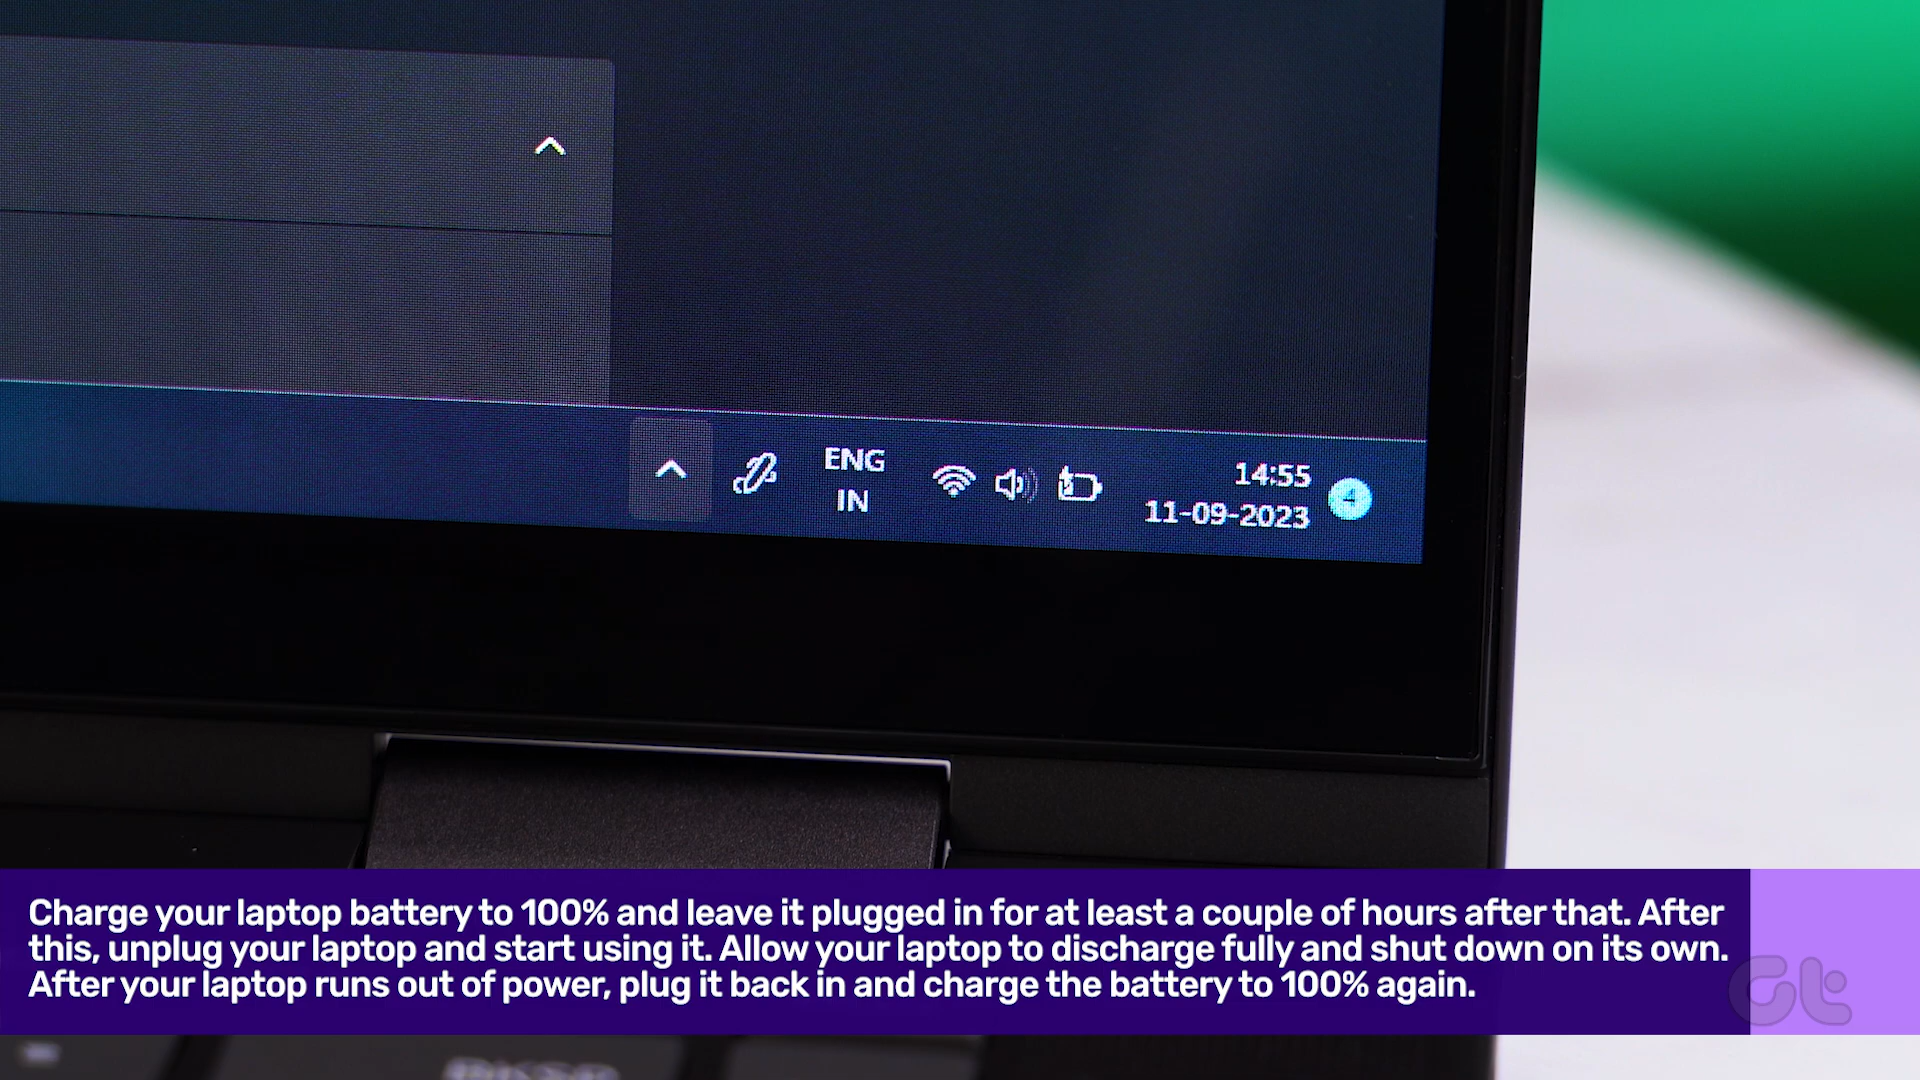 ENG
IN
14:55
11-09-2023
4
Charge your laptop battery to 100% and leave it plugged in for at least a couple of hours after that. After
this, unplug your laptop and start using it. Allow your laptop to discharge fully and shut down on its own.
After your laptop runs out of power, plug it back in and charge the battery to 100% again.
Gt
BKSP